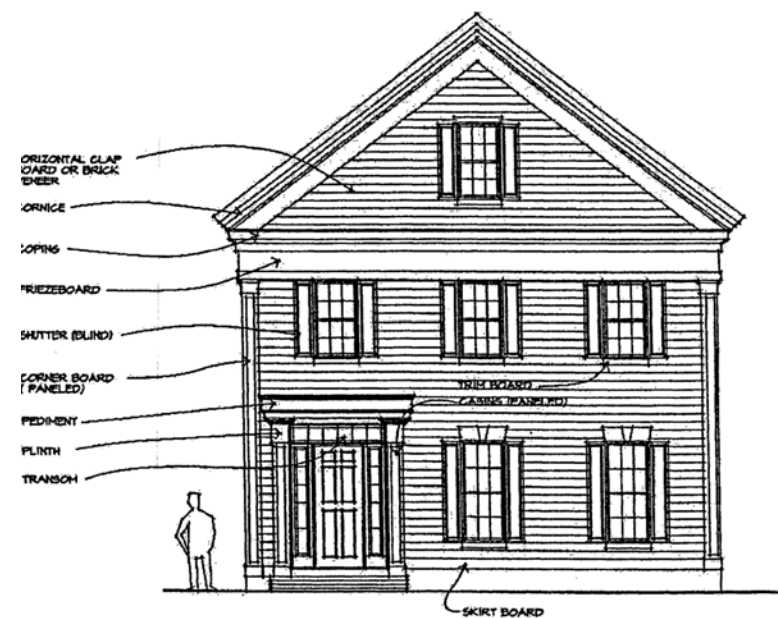 ORIZONTAL CLAP
OARD OR BRICK
ENEER
ORNICE
OPING
RIEZEBOARD
SHUTTER (BLIND)
CORNER BOARD
( PANELED)
PEDIMENT
PLINTH
TRANSOM
TRIM BOARD
CASING (PANELED)
SKIRT BOARD